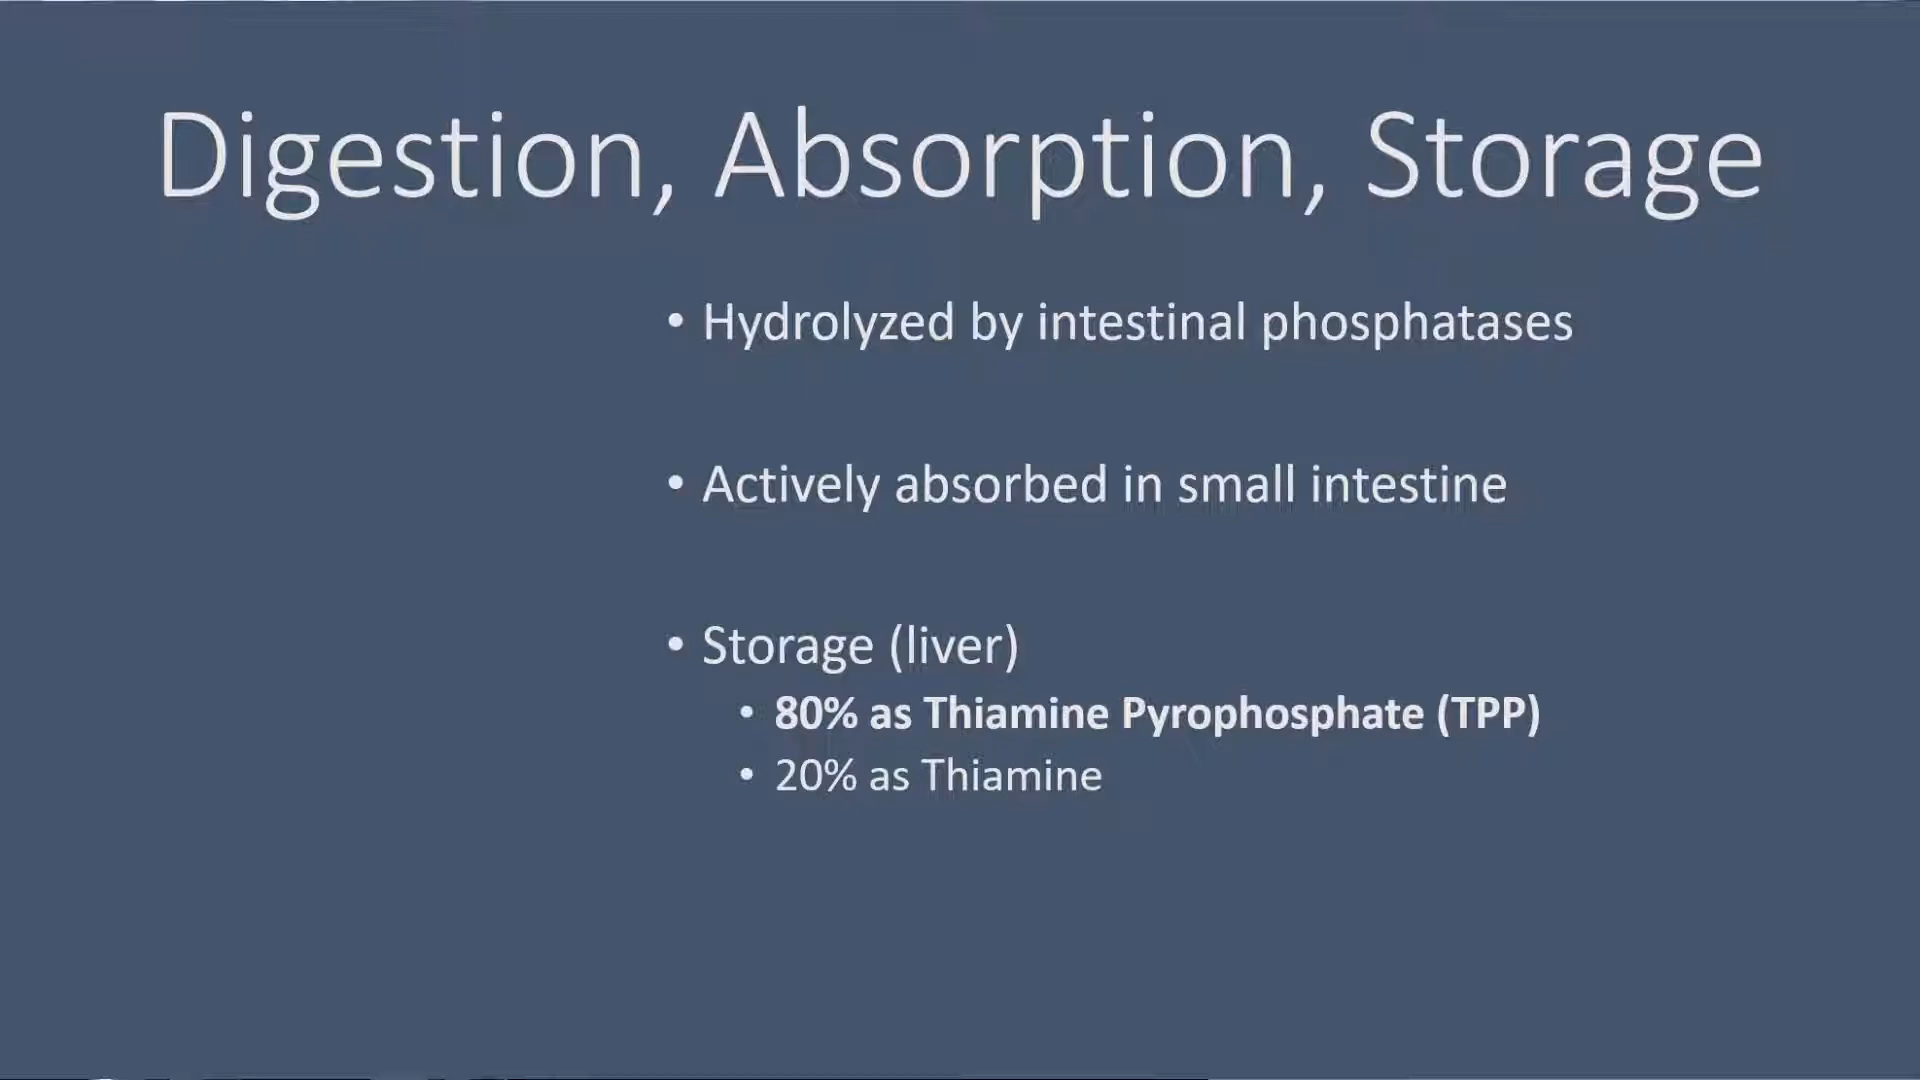 Digestion, Absorption, Storage
• Hydrolyzed by intestinal phosphatases
• Actively absorbed in small intestine
• Storage (liver)
• 80% as Thiamine Pyrophosphate (TPP)
• 20% as Thiamine